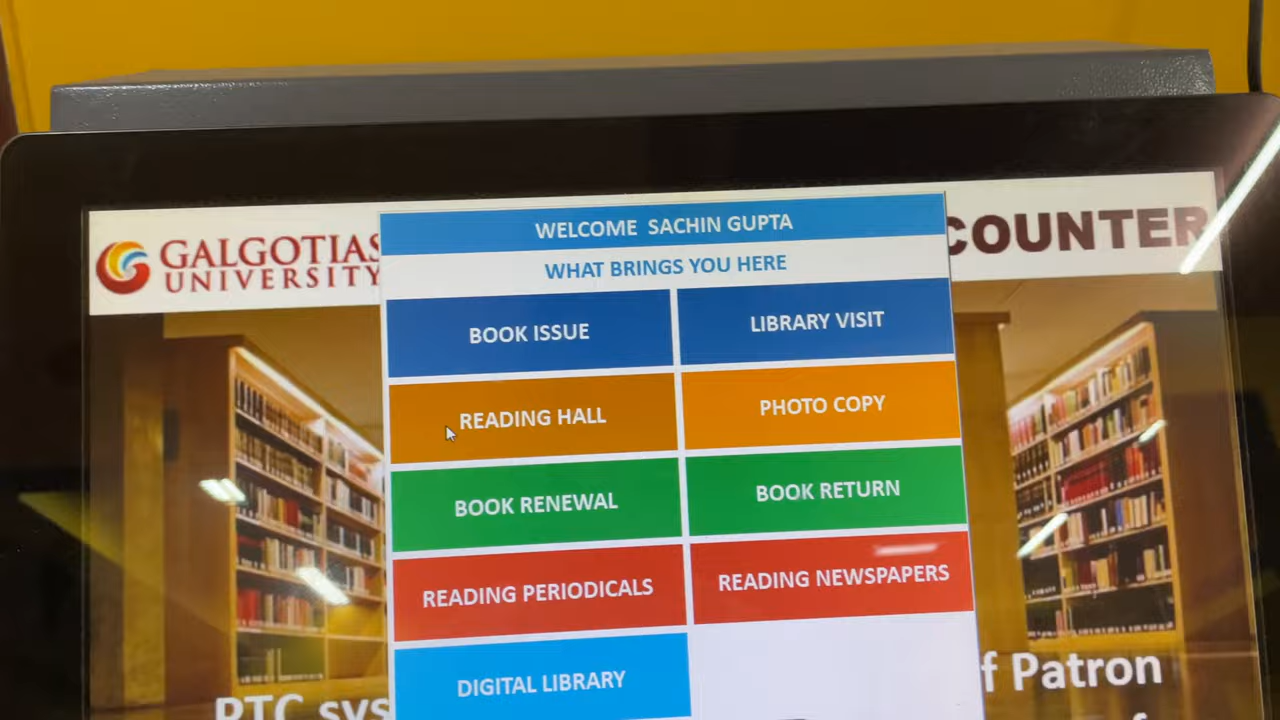 GALGOTIAS
UNIVERSITY
COUNTER
WELCOME SACHIN GUPTA
WHAT BRINGS YOU HERE
BOOK ISSUE
LIBRARY VISIT
READING HALL
PHOTO COPY
BOOK RENEWAL
BOOK RETURN
READING PERIODICALS
READING NEWSPAPERS
DIGITAL LIBRARY
f Patron